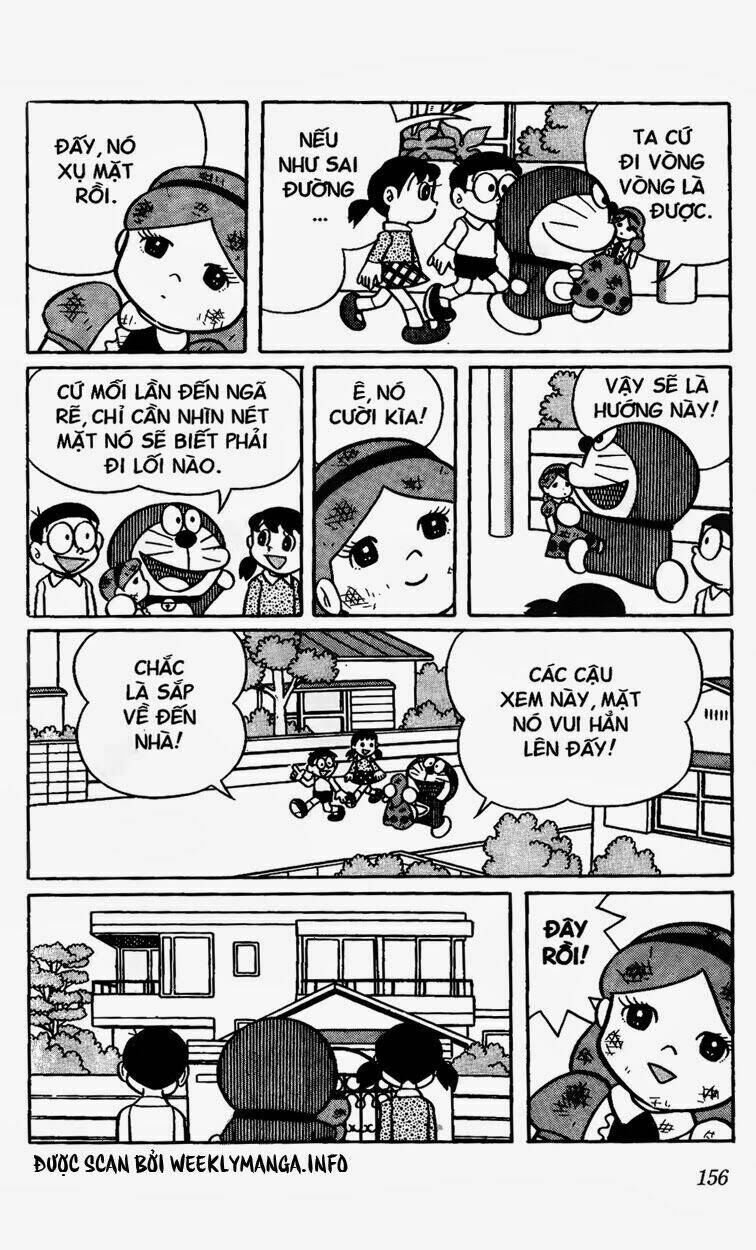 ĐẤY, NÓ
XỤ MẶT
RỒI.
NẾU
NHƯ SAI
ĐƯỜNG
...
TA CỨ
ĐI VÒNG
VÒNG LÀ
ĐƯỢC.
CỨ MỖI LẦN ĐẾN NGÃ
RẼ, CHỈ CẦN NHÌN NÉT
MẶT NÓ SẼ BIẾT PHẢI
ĐI LỐI NÀO.
Ê, NÓ
CƯỜI KÌA!
VẬY SẼ LÀ
HƯỚNG NÀY!
CHẮC
LÀ SẮP
VỀ ĐẾN
NHÀ!
CÁC CẬU
XEM NÀY, MẶT
NÓ VUI HẲN
LÊN ĐẤY!
ĐÂY
RỒI!
ĐƯỢC SCAN BỞI WEEKLYMANGA.INFO
156